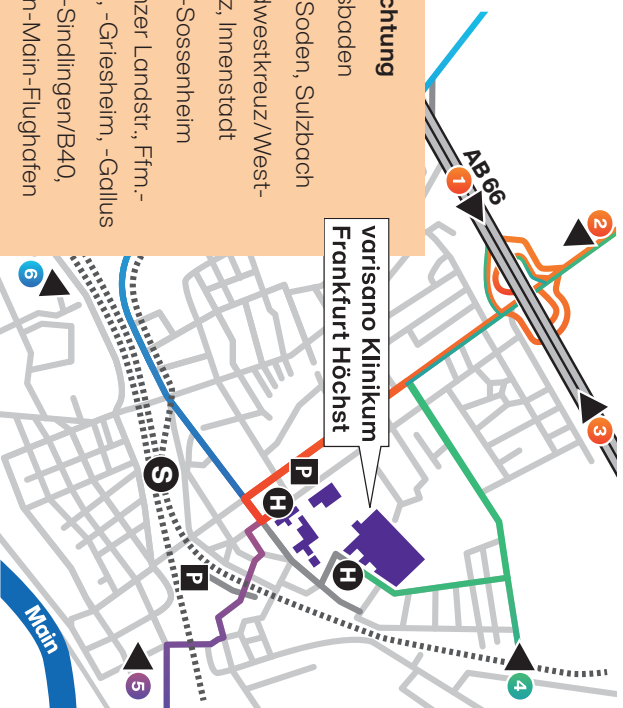 chtung
sbaden
Soden, Sulzbach
dwestkreuz/West-
z, Innenstadt
-Sossenheim
nzer Landstr., Ffm.-
, -Griesheim, -Gallus
-Sindlingen/B40,
n-Main-Flughafen
AB 66
1
2
3
varisano Klinikum
Frankfurt Höchst
P
H
H
S
P
4
5
6
Main